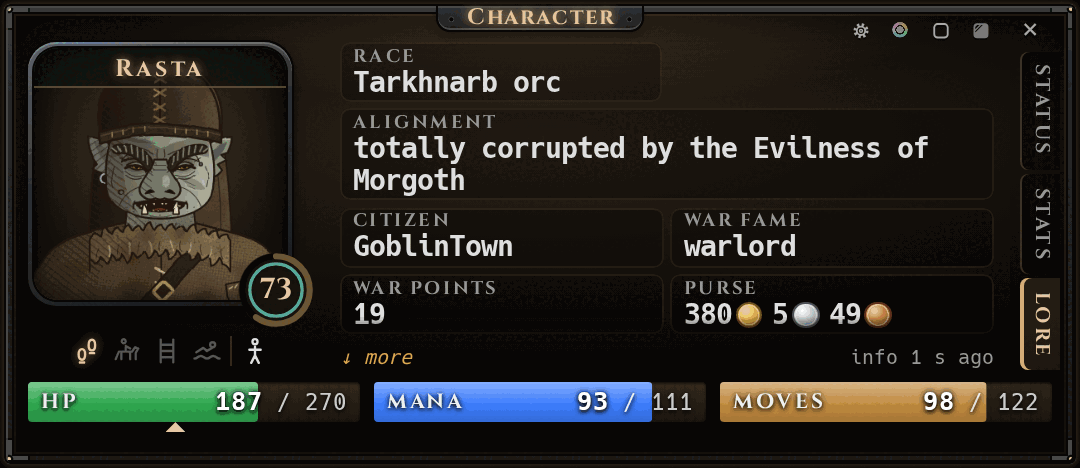 CHARACTER
RASTA
73
RACE
Tarkhnarb orc
ALIGNMENT
totally corrupted by the Evilness of
Morgoth
CITIZEN
GoblinTown
WAR FAME
warlord
WAR POINTS
19
PURSE
380 5 49
↓ more
info 1 s ago
STATUS
STATS
LORE
HP 187 / 270
MANA 93 / 111
MOVES 98 / 122